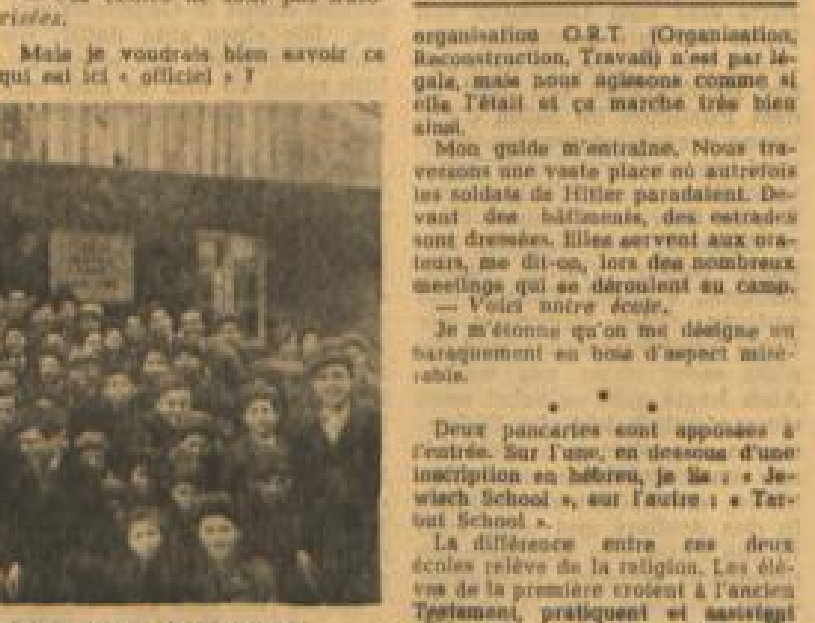 risées.
Mais je voudrais bien savoir ce
qui est ici « officiel » ?
organisation O.R.T. (Organisation,
Reconstruction, Travail) n'est par lé-
gale, mais nous agissons comme si
elle l'était et ça marche très bien
ainsi.
Mon guide m'entraîne. Nous tra-
versons une vaste place où autrefois
les soldats de Hitler paradaient. De-
vant des bâtiments, des estrades
sont dressées. Elles servent aux ora-
teurs, me dit-on, lors des nombreux
meetings qui se déroulent au camp.
— Voici notre école.
Je m'étonne qu'on me désigne un
baraquement en bois d'aspect misé-
rable.
Deux pancartes sont apposées à
l'entrée. Sur l'une, en dessous d'une
inscription en hébreu, je lis : « Je-
wisch School », sur l'autre : « Tar-
but School ».
La différence entre ces deux
écoles relève de la religion. Les élè-
ves de la première croient à l'ancien
Testament, pratiquent et assistent